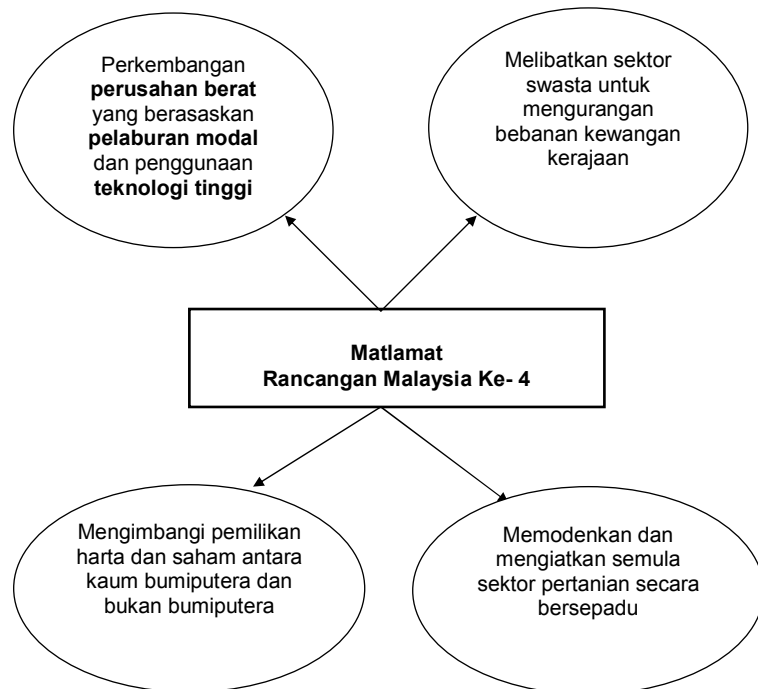 Perkembangan
perusahan berat
yang berasaskan
pelaburan modal
dan penggunaan
teknologi tinggi
Melibatkan sektor
swasta untuk
mengurangan
bebanan kewangan
kerajaan
Matlamat
Rancangan Malaysia Ke- 4
Mengimbangi pemilikan
harta dan saham antara
kaum bumiputera dan
bukan bumiputera
Memodenkan dan
mengiatkan semula
sektor pertanian secara
bersepadu